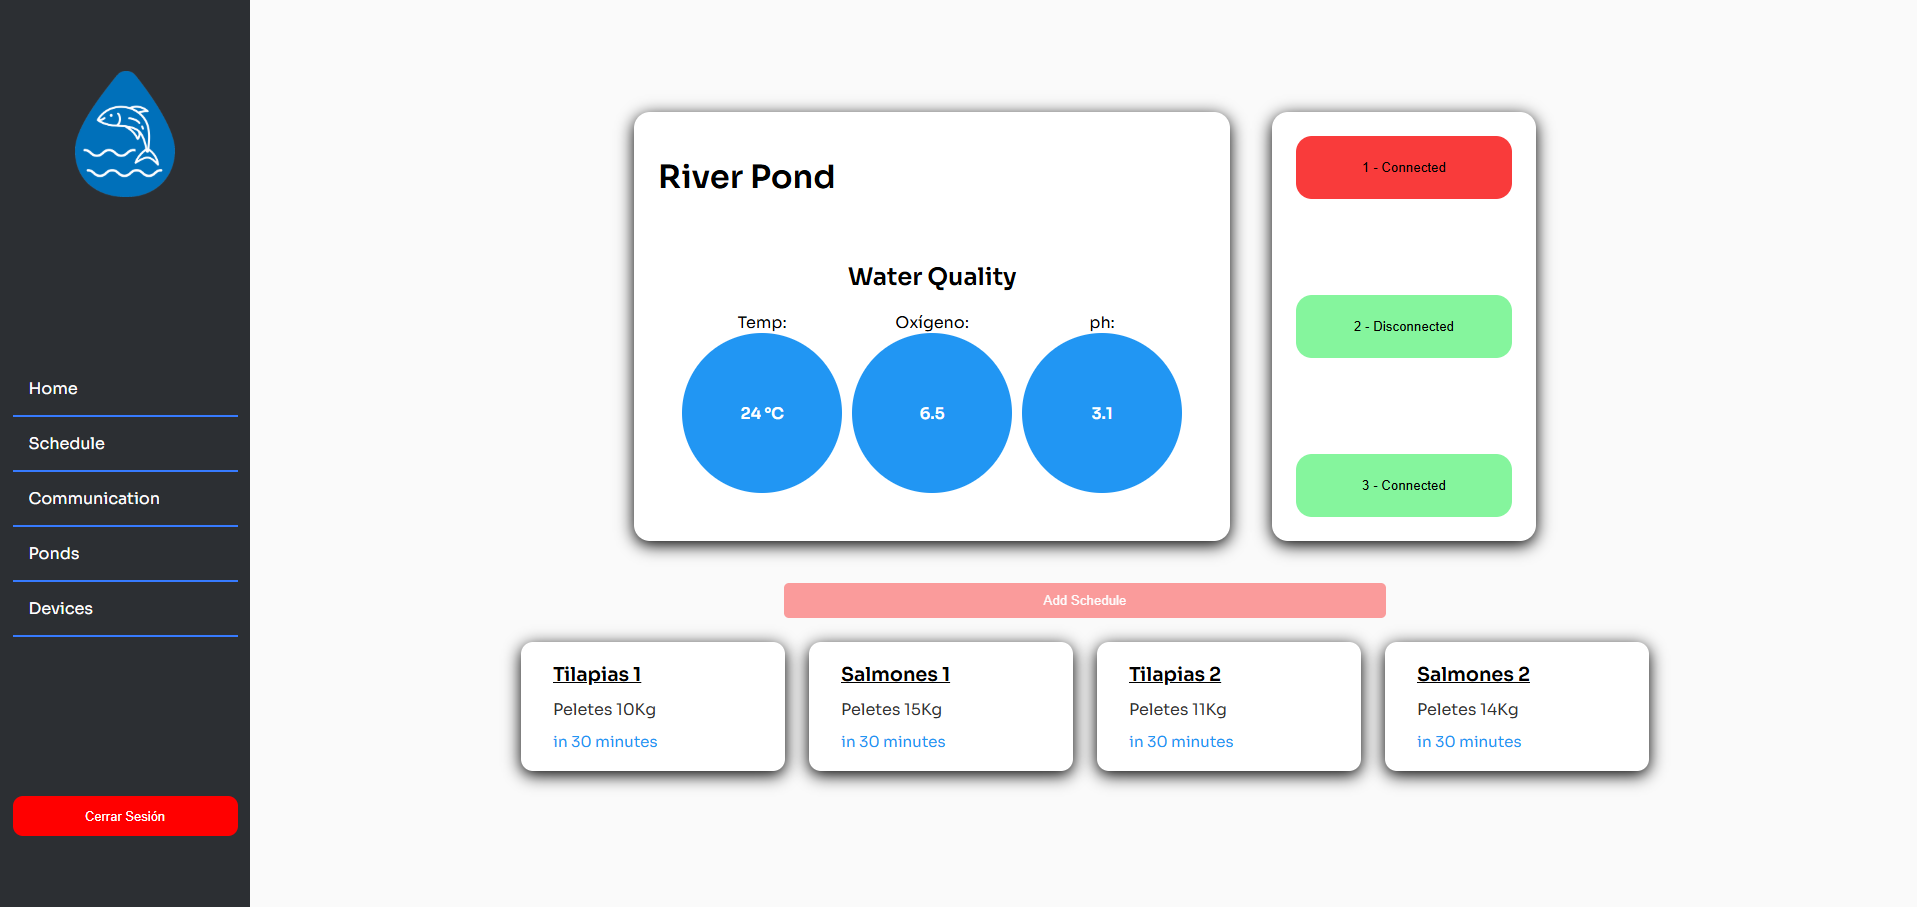 Home
Schedule
Communication
Ponds
Devices
Cerrar Sesión
River Pond
Water Quality
Temp:
Oxígeno:
ph:
24 °C
6.5
3.1
1 - Connected
2 - Disconnected
3 - Connected
Add Schedule
Tilapias 1
Peletes 10Kg
in 30 minutes
Salmones 1
Peletes 15Kg
in 30 minutes
Tilapias 2
Peletes 11Kg
in 30 minutes
Salmones 2
Peletes 14Kg
in 30 minutes